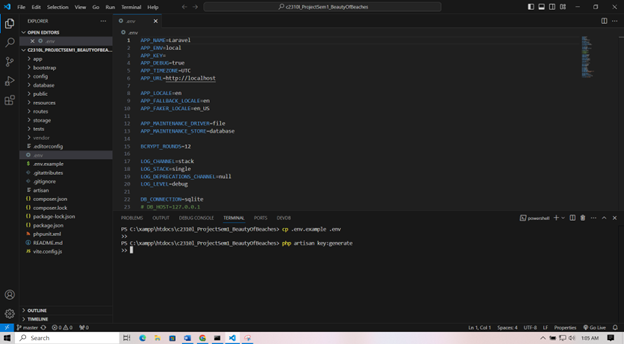 File Edit Selection View Go Run Terminal Help
c2310l_ProjectSem1_BeautyOfBeaches
EXPLORER
OPEN EDITORS
.env
C2310L_PROJECTSEM1_BEAUTYOFBEA...
app
bootstrap
config
database
public
resources
routes
storage
tests
vendor
.editorconfig
.env
.env.example
.gitattributes
.gitignore
artisan
composer.json
composer.lock
package-lock.json
package.json
phpunit.xml
README.md
vite.config.js
OUTLINE
TIMELINE
.env
.env
1 APP_NAME=Laravel
2 APP_ENV=local
3 APP_KEY=
4 APP_DEBUG=true
5 APP_TIMEZONE=UTC
6 APP_URL=http://localhost
7
8 APP_LOCALE=en
9 APP_FALLBACK_LOCALE=en
10 APP_FAKER_LOCALE=en_US
11
12 APP_MAINTENANCE_DRIVER=file
13 APP_MAINTENANCE_STORE=database
14
15 BCRYPT_ROUNDS=12
16
17 LOG_CHANNEL=stack
18 LOG_STACK=single
19 LOG_DEPRECATIONS_CHANNEL=null
20 LOG_LEVEL=debug
21
22 DB_CONNECTION=sqlite
23 # DB_HOST=127.0.0.1
PROBLEMS OUTPUT DEBUG CONSOLE TERMINAL PORTS DEVDB
powershell
PS C:\xampp\htdocs\c2310l_ProjectSem1_BeautyOfBeaches> cp .env.example .env
>>
PS C:\xampp\htdocs\c2310l_ProjectSem1_BeautyOfBeaches> php artisan key:generate
>>
master 0 0 0
Ln 1, Col 1 Spaces: 4 UTF-8 LF Properties Go Live
Search
1:05 AM